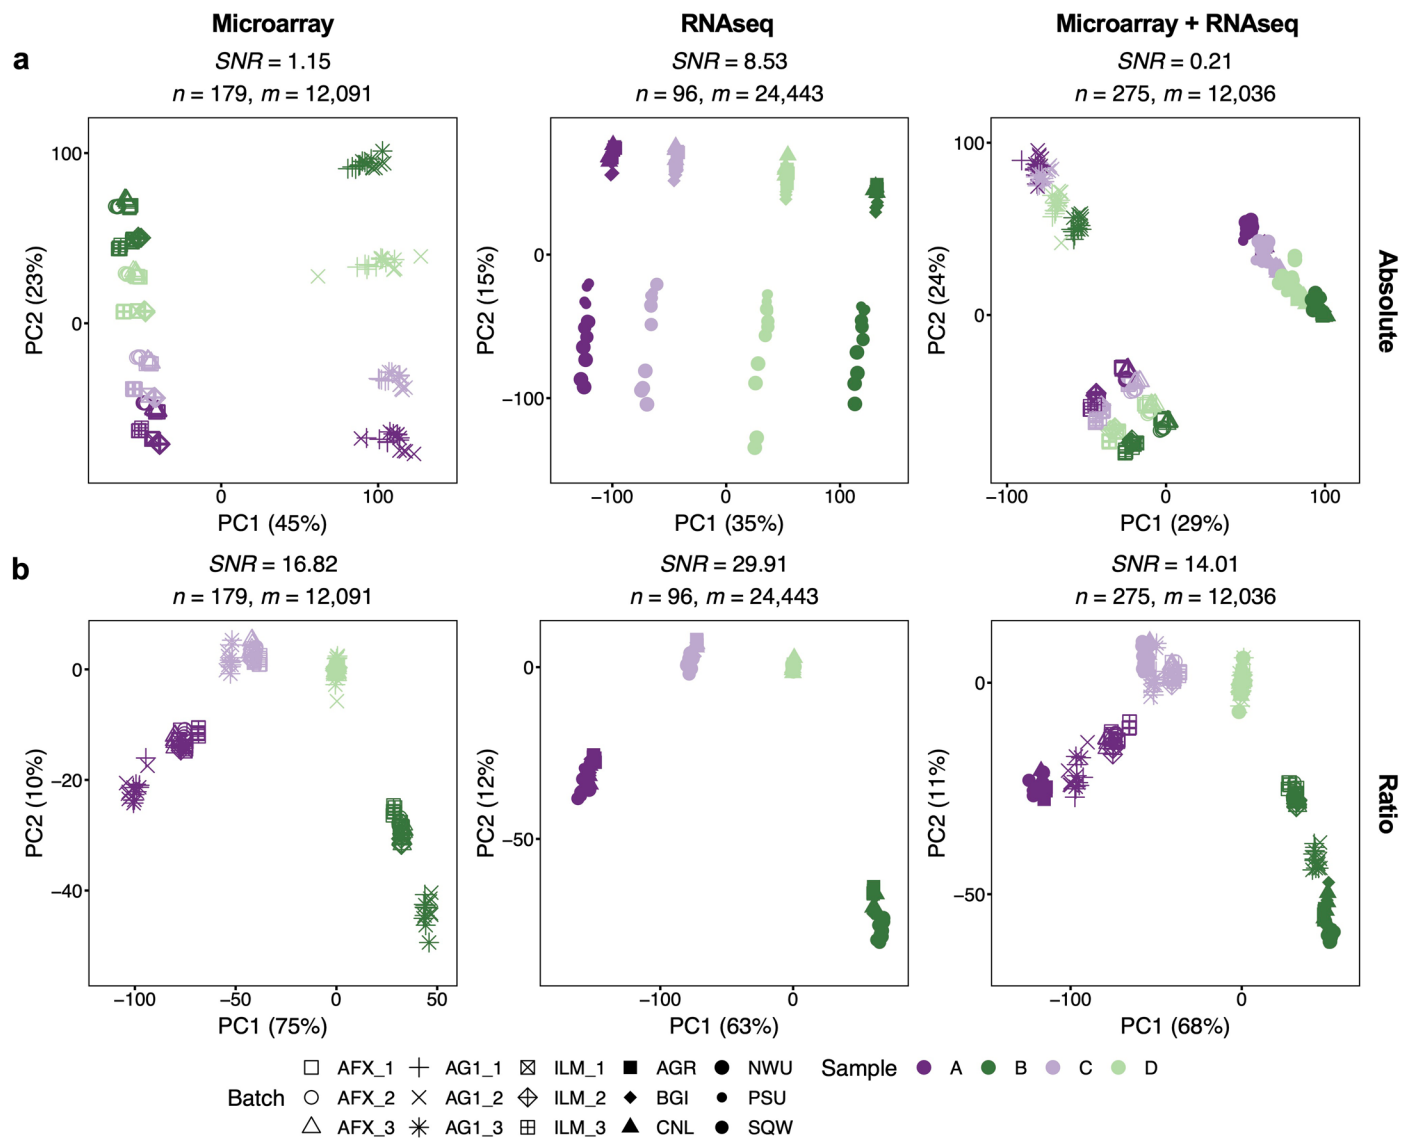 Microarray RNAseq Microarray + RNAseq
a
SNR = 1.15 SNR = 8.53 SNR = 0.21
n = 179, m = 12,091 n = 96, m = 24,443 n = 275, m = 12,036
100 0
PC2 (23%)
0 100
PC1 (45%)
0 −100
PC2 (15%)
−100 0 100
PC1 (35%)
100 0
PC2 (24%)
−100 0 100
PC1 (29%)
Absolute
b
SNR = 16.82 SNR = 29.91 SNR = 14.01
n = 179, m = 12,091 n = 96, m = 24,443 n = 275, m = 12,036
0 −20 −40
PC2 (10%)
−100 −50 0 50
PC1 (75%)
0 −50
PC2 (12%)
−100 0
PC1 (63%)
0 −50
PC2 (11%)
−100 0
PC1 (68%)
Ratio
AFX_1 AG1_1 ILM_1 AGR NWU Sample A B C D
Batch AFX_2 AG1_2 ILM_2 BGI PSU
AFX_3 AG1_3 ILM_3 CNL SQW